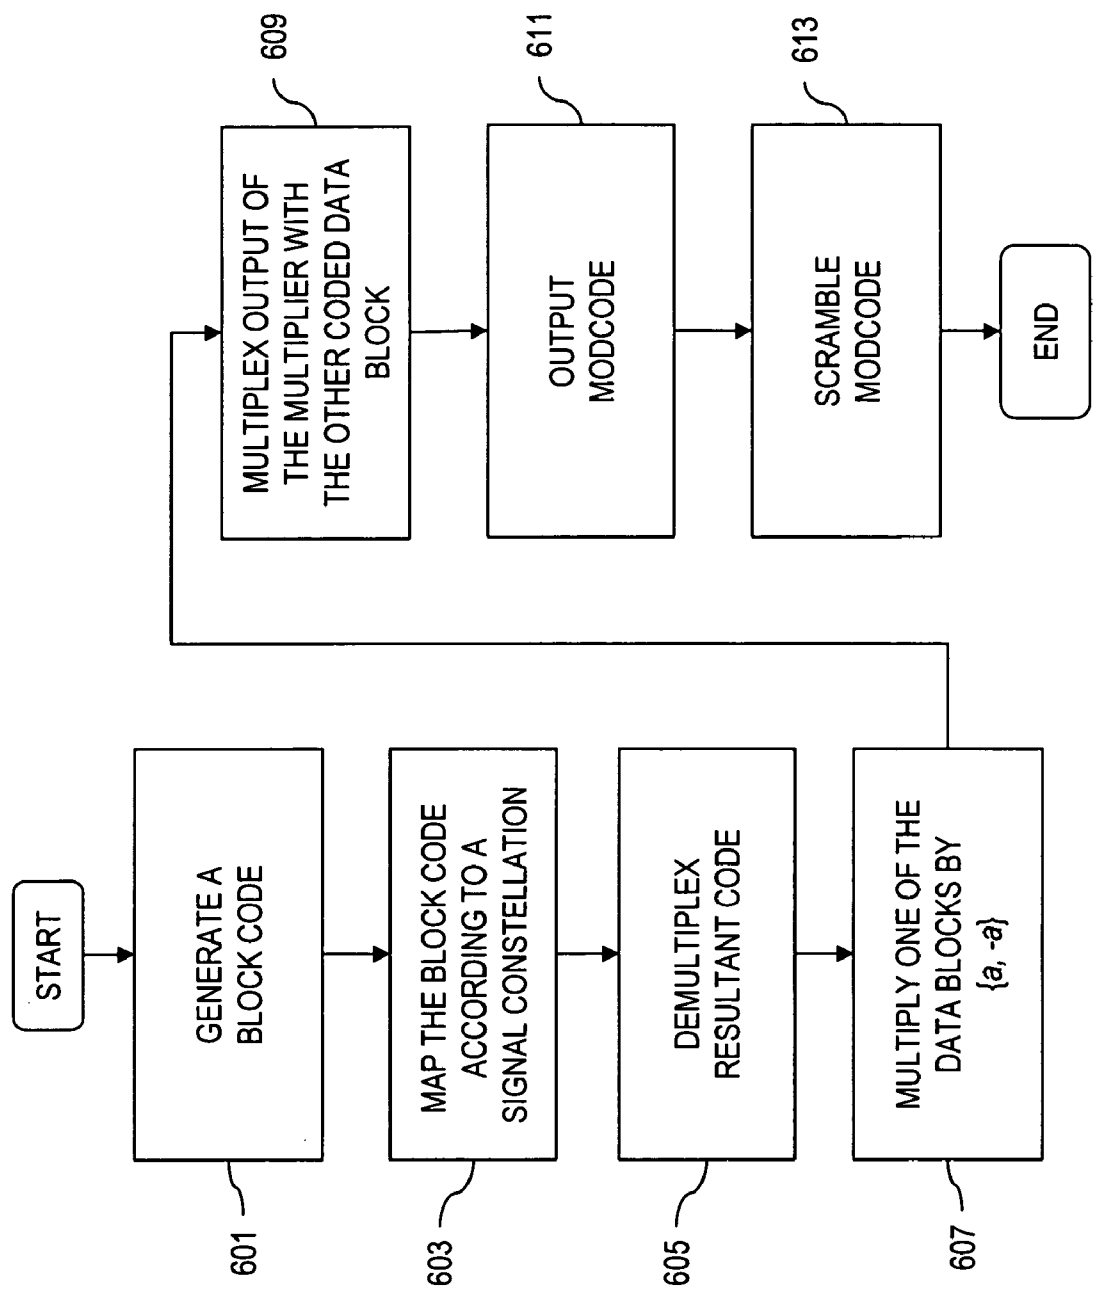 START
GENERATE A
BLOCK CODE
601
MAP THE BLOCK CODE
ACCORDING TO A
SIGNAL CONSTELLATION
603
DEMULTIPLEX
RESULTANT CODE
605
MULTIPLY ONE OF THE
DATA BLOCKS BY
{a, -a}
607
MULTIPLEX OUTPUT OF
THE MULTIPLIER WITH
THE OTHER CODED DATA
BLOCK
609
OUTPUT
MODCODE
611
SCRAMBLE
MODCODE
613
END